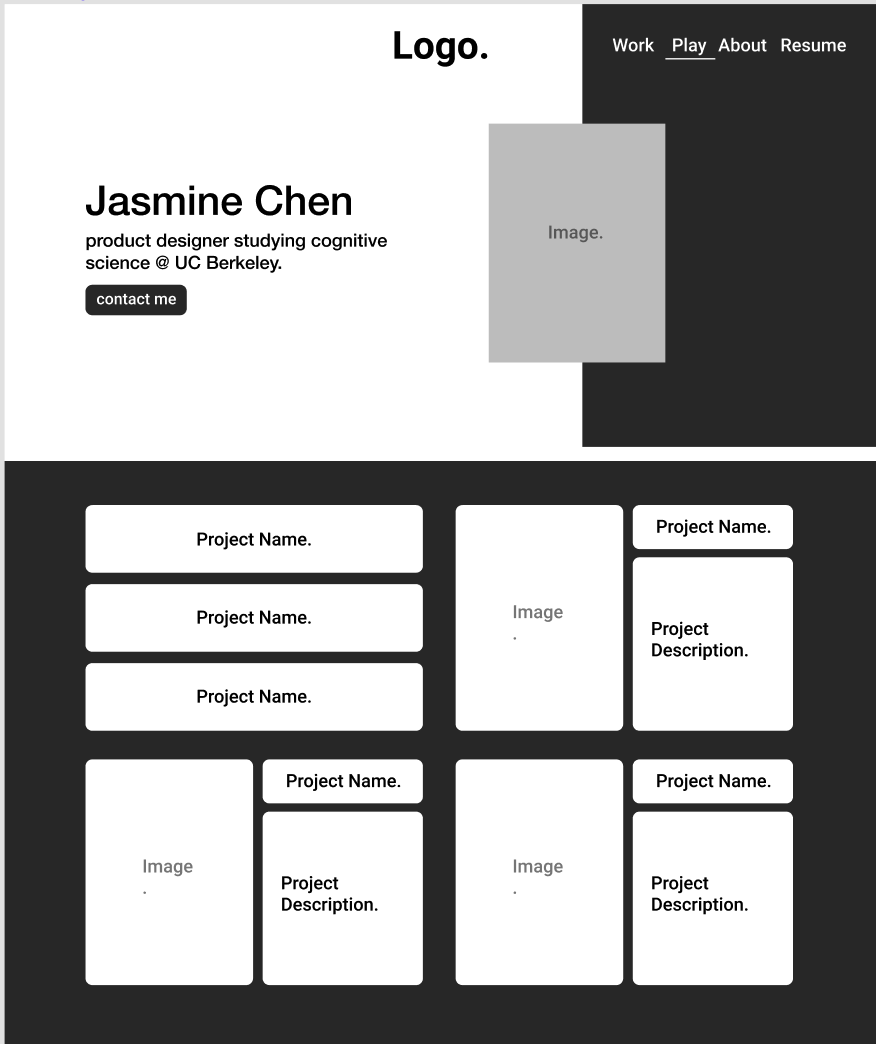 Logo.
Work Play About Resume
Image.
Jasmine Chen
product designer studying cognitive
science @ UC Berkeley.
contact me
Project Name.
Project Name.
Project Name.
Image
.
Project Name.
Project
Description.
Image
.
Project Name.
Project
Description.
Image
.
Project Name.
Project
Description.